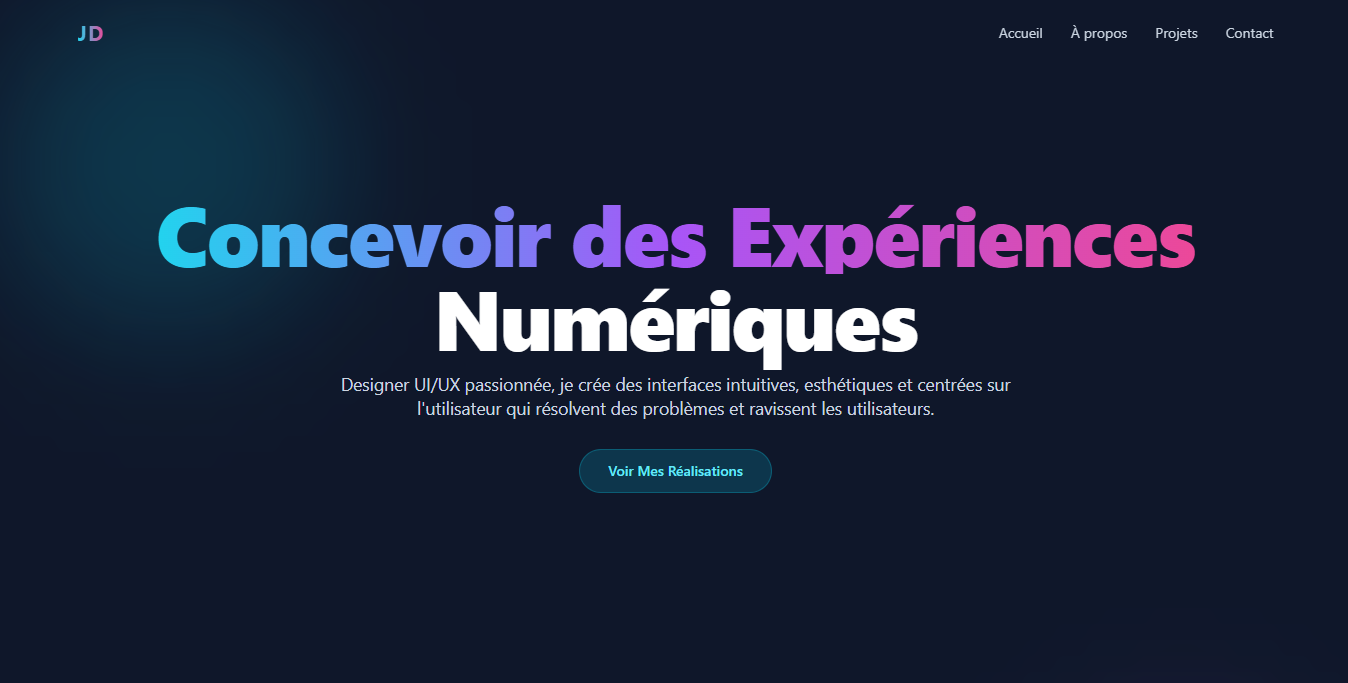 JD
Accueil À propos Projets Contact
Concevoir des Expériences
Numériques
Designer UI/UX passionnée, je crée des interfaces intuitives, esthétiques et centrées sur
l'utilisateur qui résolvent des problèmes et ravissent les utilisateurs.
Voir Mes Réalisations